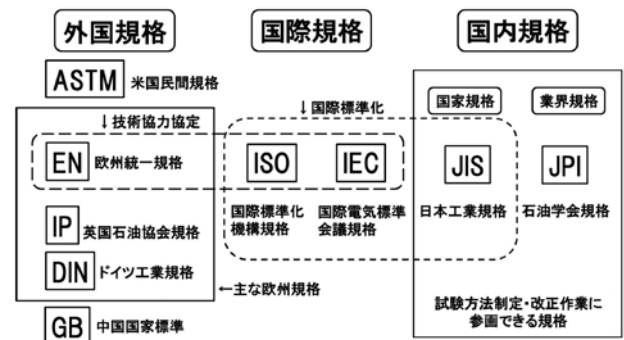 外国規格
国際規格
国内規格
ASTM 米国民間規格
↓技術協力協定
EN 欧州統一規格
IP 英国石油協会規格
DIN ドイツ工業規格
←主な欧州規格
GB 中国国家標準
↓国際標準化
ISO
国際標準化
機構規格
IEC
国際電気標準
会議規格
国家規格
JIS
日本工業規格
業界規格
JPI
石油学会規格
試験方法制定・改正作業に
参画できる規格